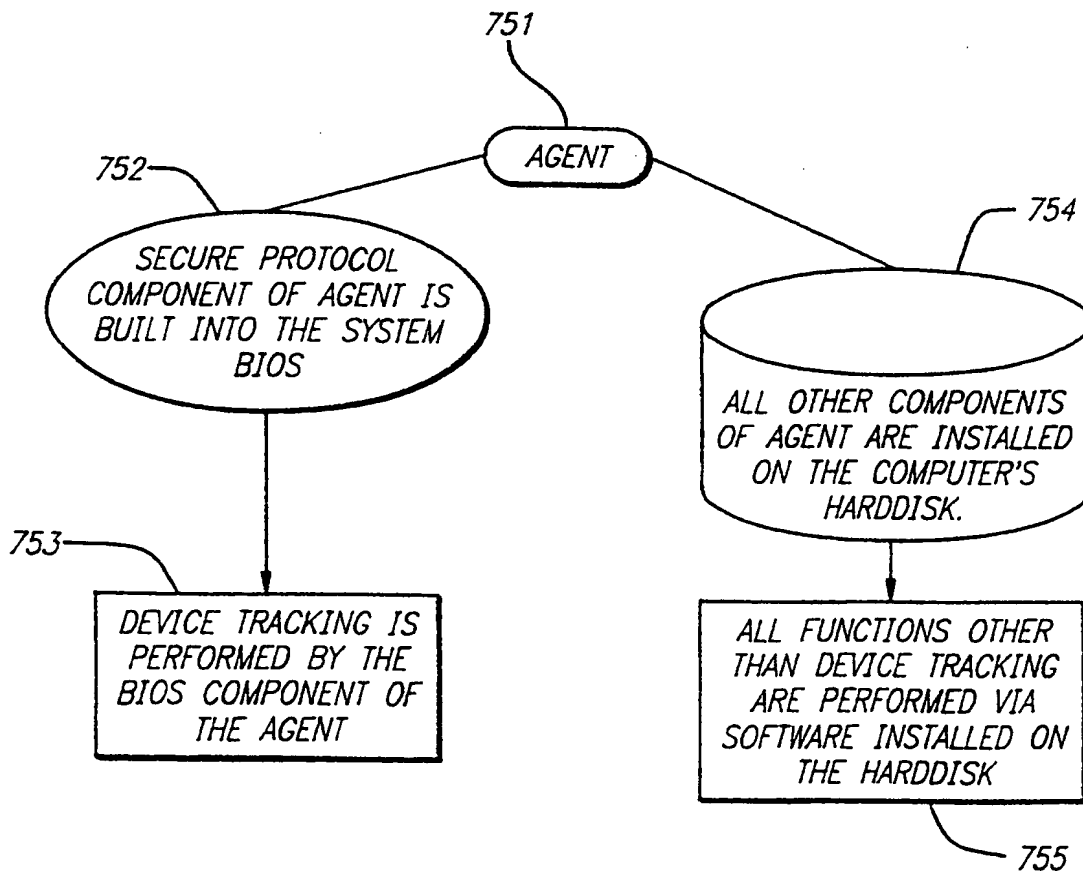 751
AGENT
752
SECURE PROTOCOL
COMPONENT OF AGENT IS
BUILT INTO THE SYSTEM
BIOS
754
ALL OTHER COMPONENTS
OF AGENT ARE INSTALLED
ON THE COMPUTER'S
HARDDISK.
753
DEVICE TRACKING IS
PERFORMED BY THE
BIOS COMPONENT OF
THE AGENT
ALL FUNCTIONS OTHER
THAN DEVICE TRACKING
ARE PERFORMED VIA
SOFTWARE INSTALLED ON
THE HARDDISK
755